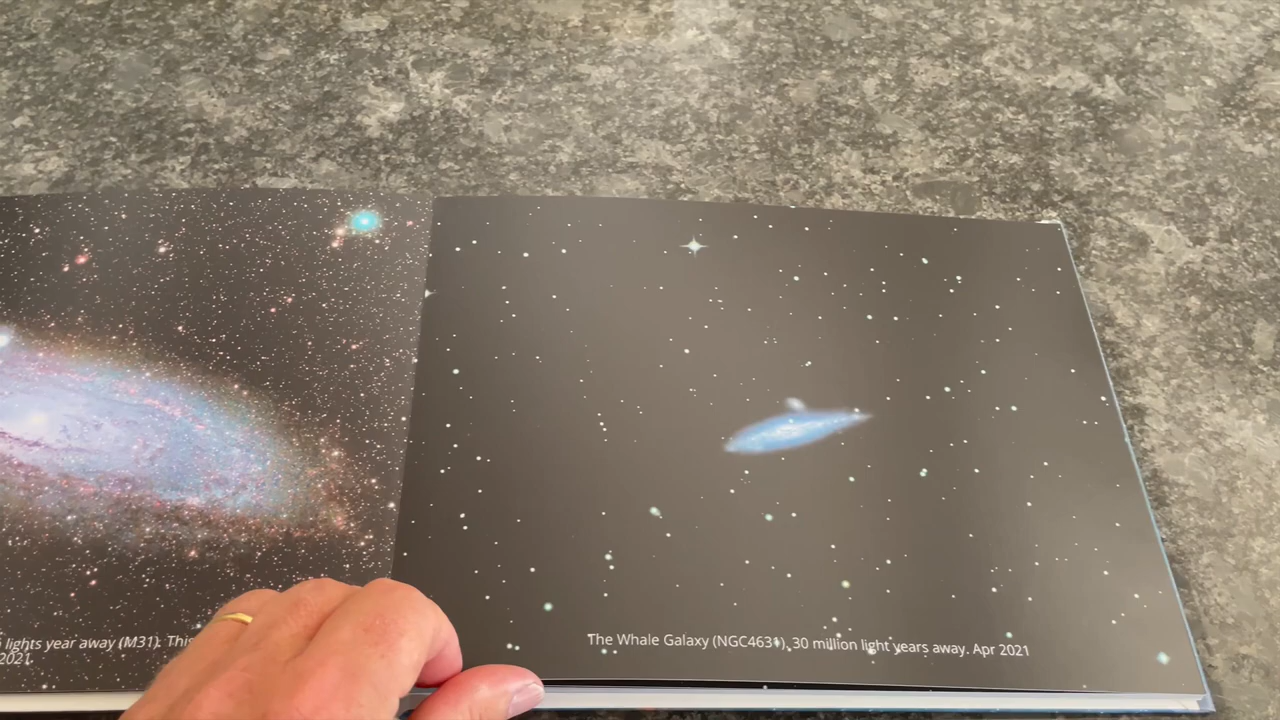 lights year away (M31). This
2021.
The Whale Galaxy (NGC4631), 30 million light years away. Apr 2021